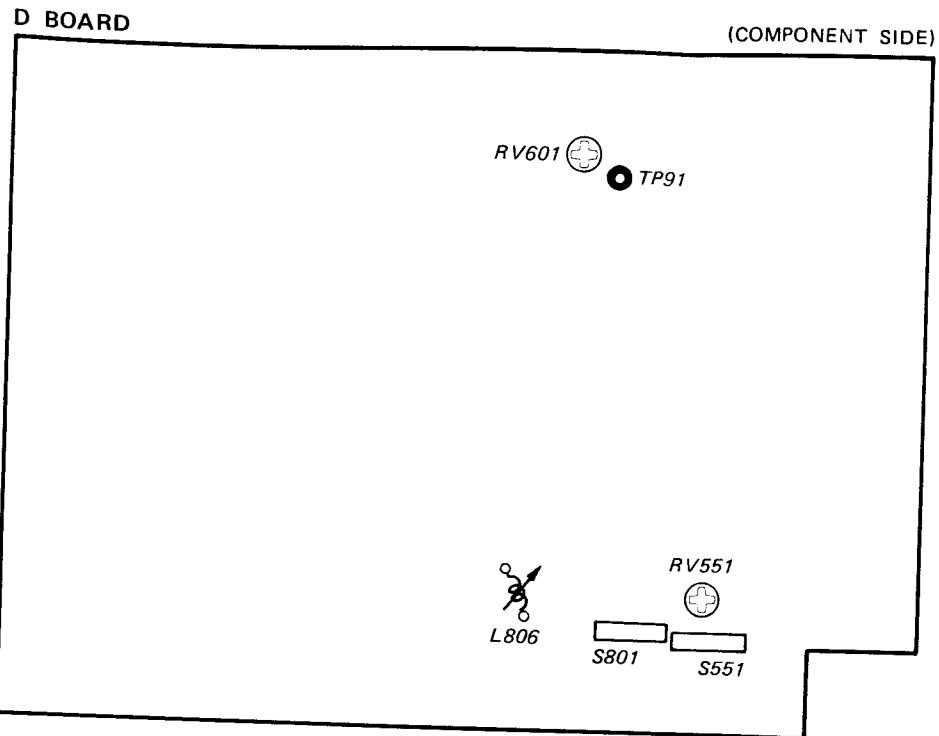 D BOARD
(COMPONENT SIDE)
RV601
TP91
RV551
L806
S801
S551